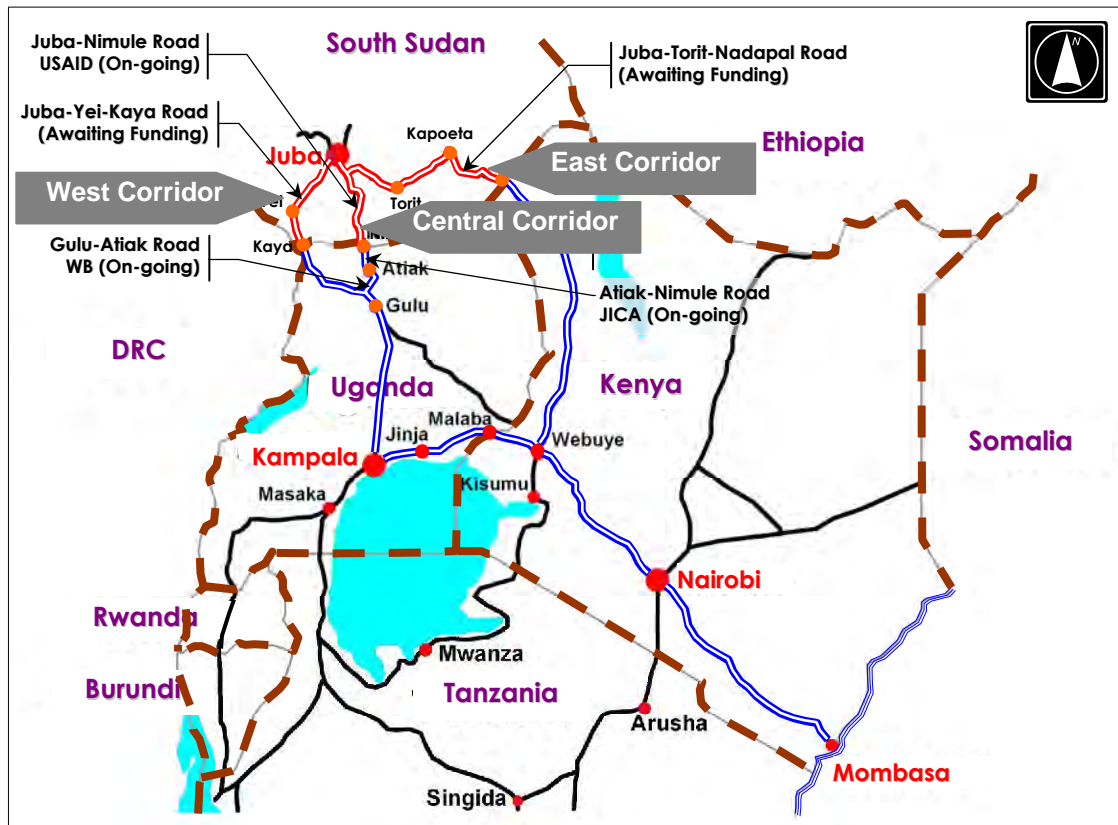 South Sudan
N
Juba-Nimule Road
USAID (On-going)
Juba-Torit-Nadapal Road
(Awaiting Funding)
Juba-Yei-Kaya Road
(Awaiting Funding)
Kapoeta
Ethiopia
Juba
East Corridor
West Corridor
Torit
Central Corridor
Gulu-Atiak Road
WB (On-going)
Kaya
Atiak
Atiak-Nimule Road
JICA (On-going)
Gulu
DRC
Uganda
Kenya
Malaba
Jinja
Webuye
Somalia
Kampala
Kisumu
Masaka
Nairobi
Rwanda
Mwanza
Burundi
Tanzania
Arusha
Mombasa
Singida